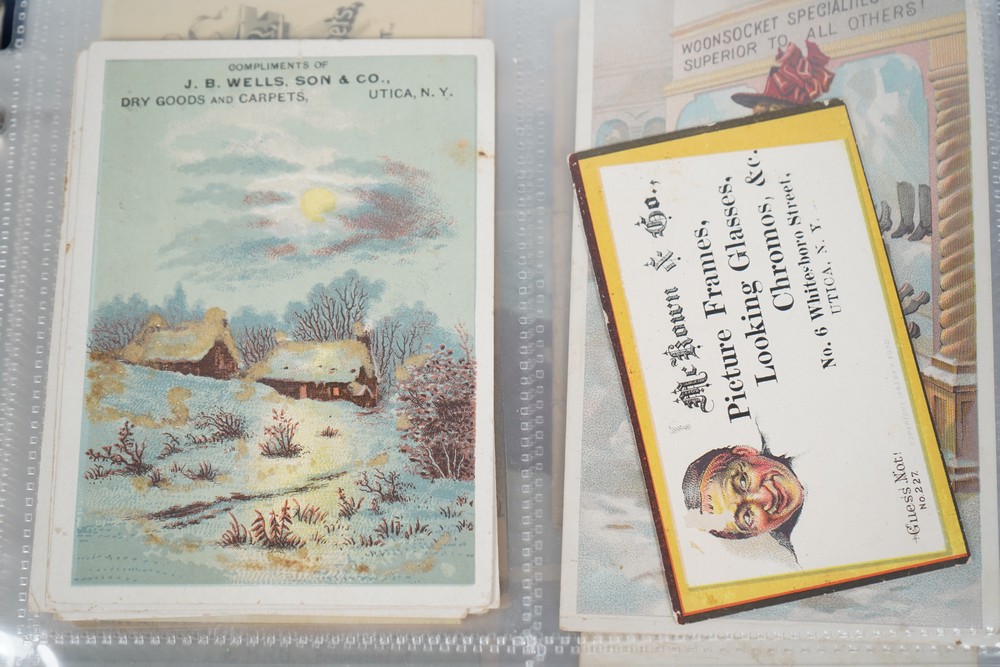 COMPLIMENTS OF
J. B. WELLS, SON & CO.,
DRY GOODS AND CARPETS, UTICA, N. Y.
WOONSOCKET SPECIALTIES
SUPERIOR TO ALL OTHERS!
& Co.,
Picture Frames,
Looking Glasses,
Chromos, &c.
No. 6 Whitesboro Street,
UTICA, N. Y.
Guess Not!
No 227